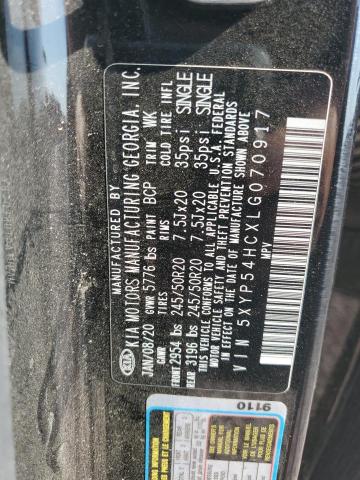 MANUFACTURED BY
KIA MOTORS MANUFACTURING GEORGIA, INC.
KIA
JAN/08/20 GVWR 5776 lbs PAINT BCP TRIM WK
GAWR TIRES RIMS COLD TIRE INFL
FRONT 2954 lbs 245/50R20 7.5Jx20 35psi SINGLE
REAR 3196 lbs 245/50R20 7.5Jx20 35psi SINGLE
THIS VEHICLE CONFORMS TO ALL APPLICABLE U.S.A. FEDERAL
MOTOR VEHICLE SAFETY, BUMPER AND THEFT PREVENTION STANDARDS
IN EFFECT ON THE DATE OF MANUFACTURE SHOWN ABOVE.
VIN 5XYP54HCXLG070917
MPV
9110